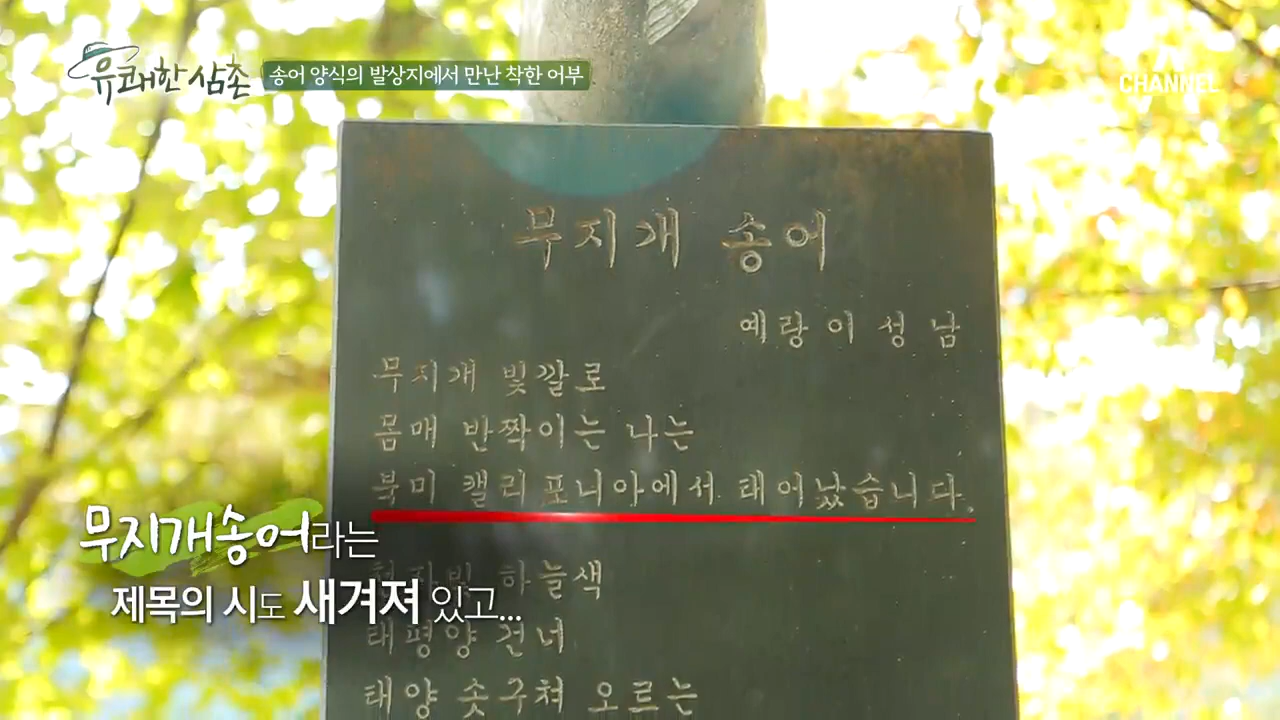 유쾌한 삼촌
송어 양식의 발상지에서 만난 착한 어부
CHANNEL
무지개 송어
예랑 이성남
무지개 빛깔로
몸매 반짝이는 나는
북미 캘리포니아에서 태어났습니다.
하늘색
태평양 건너
태양 솟구쳐 오르는
무지개송어라는
제목의 시도 새겨져 있고...